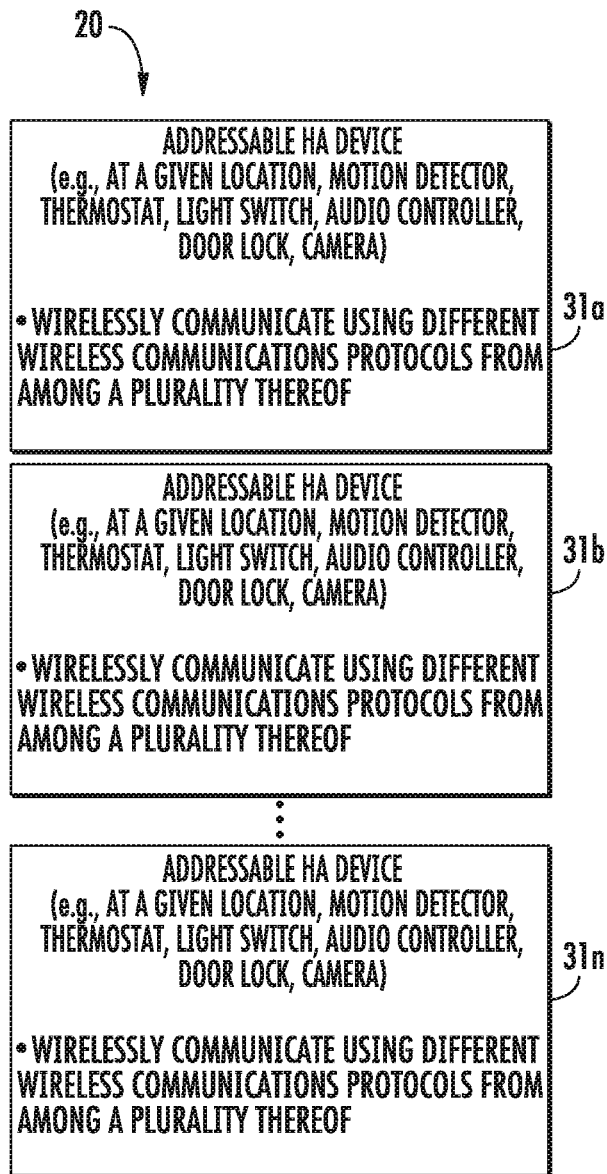 20
ADDRESSABLE HA DEVICE
(e.g., AT A GIVEN LOCATION, MOTION DETECTOR,
THERMOSTAT, LIGHT SWITCH, AUDIO CONTROLLER,
DOOR LOCK, CAMERA)
31a
• WIRELESSLY COMMUNICATE USING DIFFERENT
WIRELESS COMMUNICATIONS PROTOCOLS FROM
AMONG A PLURALITY THEREOF
ADDRESSABLE HA DEVICE
(e.g., AT A GIVEN LOCATION, MOTION DETECTOR,
THERMOSTAT, LIGHT SWITCH, AUDIO CONTROLLER,
DOOR LOCK, CAMERA)
31b
• WIRELESSLY COMMUNICATE USING DIFFERENT
WIRELESS COMMUNICATIONS PROTOCOLS FROM
AMONG A PLURALITY THEREOF
ADDRESSABLE HA DEVICE
(e.g., AT A GIVEN LOCATION, MOTION DETECTOR,
THERMOSTAT, LIGHT SWITCH, AUDIO CONTROLLER,
DOOR LOCK, CAMERA)
31n
• WIRELESSLY COMMUNICATE USING DIFFERENT
WIRELESS COMMUNICATIONS PROTOCOLS FROM
AMONG A PLURALITY THEREOF